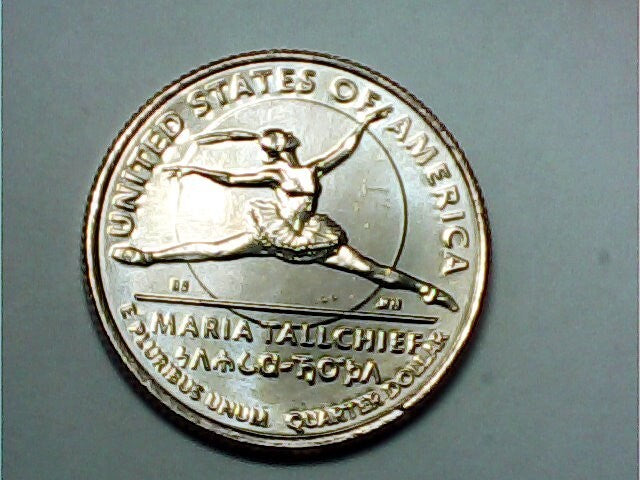 UNITED STATES OF AMERICA
MARIA TALLCHIEF
E PLURIBUS UNUM QUARTER DOLLAR